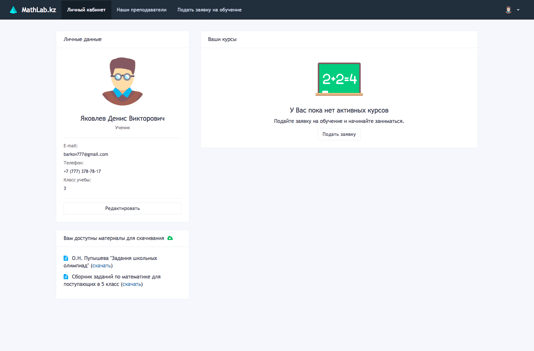 MathLab.kz Личный кабинет Наши преподаватели Подать заявку на обучение
Личные данные
Яковлев Денис Викторович
Ученик
E-mail:
barkon777@gmail.com
Телефон:
+7 (777) 378-78-17
Класс учебы:
3
Редактировать
Вам доступны материалы для скачивания
О.Н. Пупышева "Задания школьных
олимпиад" (скачать)
Сборник заданий по математике для
поступающих в 5 класс (скачать)
Ваши курсы
2+2=4
У Вас пока нет активных курсов
Подайте заявку на обучение и начинайте заниматься.
Подать заявку